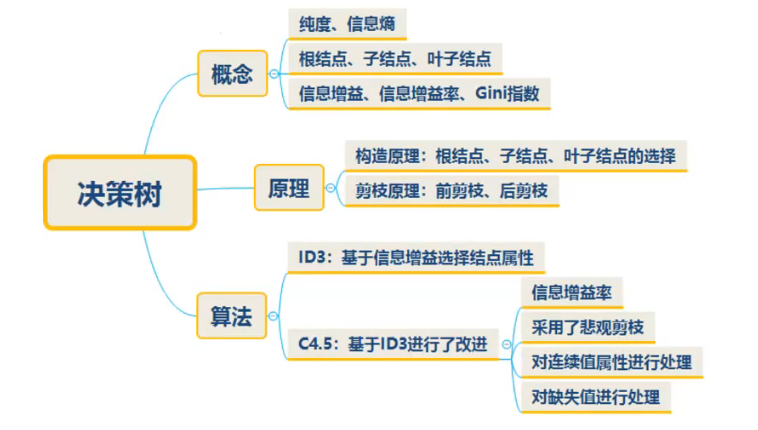 决策树
概念
纯度、信息熵
根结点、子结点、叶子结点
信息增益、信息增益率、Gini指数
原理
构造原理：根结点、子结点、叶子结点的选择
剪枝原理：前剪枝、后剪枝
算法
ID3：基于信息增益选择结点属性
C4.5：基于ID3进行了改进
信息增益率
采用了悲观剪枝
对连续值属性进行处理
对缺失值进行处理